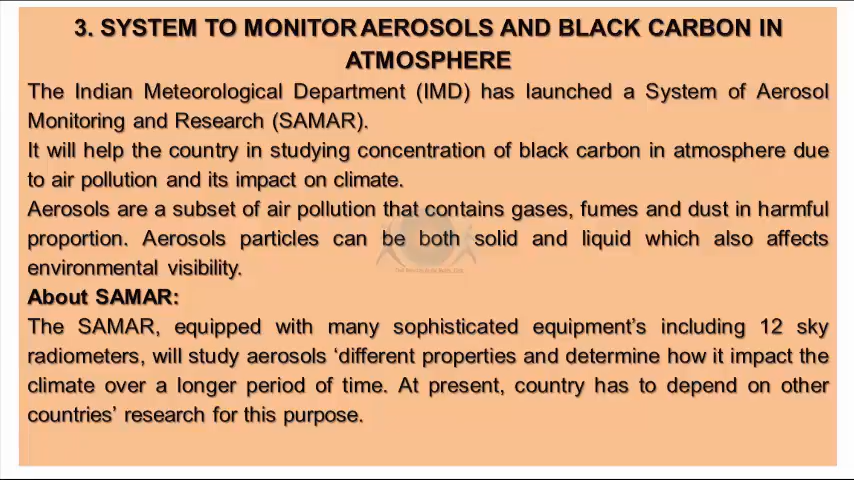 3. SYSTEM TO MONITOR AEROSOLS AND BLACK CARBON IN
ATMOSPHERE
The Indian Meteorological Department (IMD) has launched a System of Aerosol
Monitoring and Research (SAMAR).
It will help the country in studying concentration of black carbon in atmosphere due
to air pollution and its impact on climate.
Aerosols are a subset of air pollution that contains gases, fumes and dust in harmful
proportion. Aerosols particles can be both solid and liquid which also affects
environmental visibility.
About SAMAR:
The SAMAR, equipped with many sophisticated equipment’s including 12 sky
radiometers, will study aerosols ‘different properties and determine how it impact the
climate over a longer period of time. At present, country has to depend on other
countries’ research for this purpose.